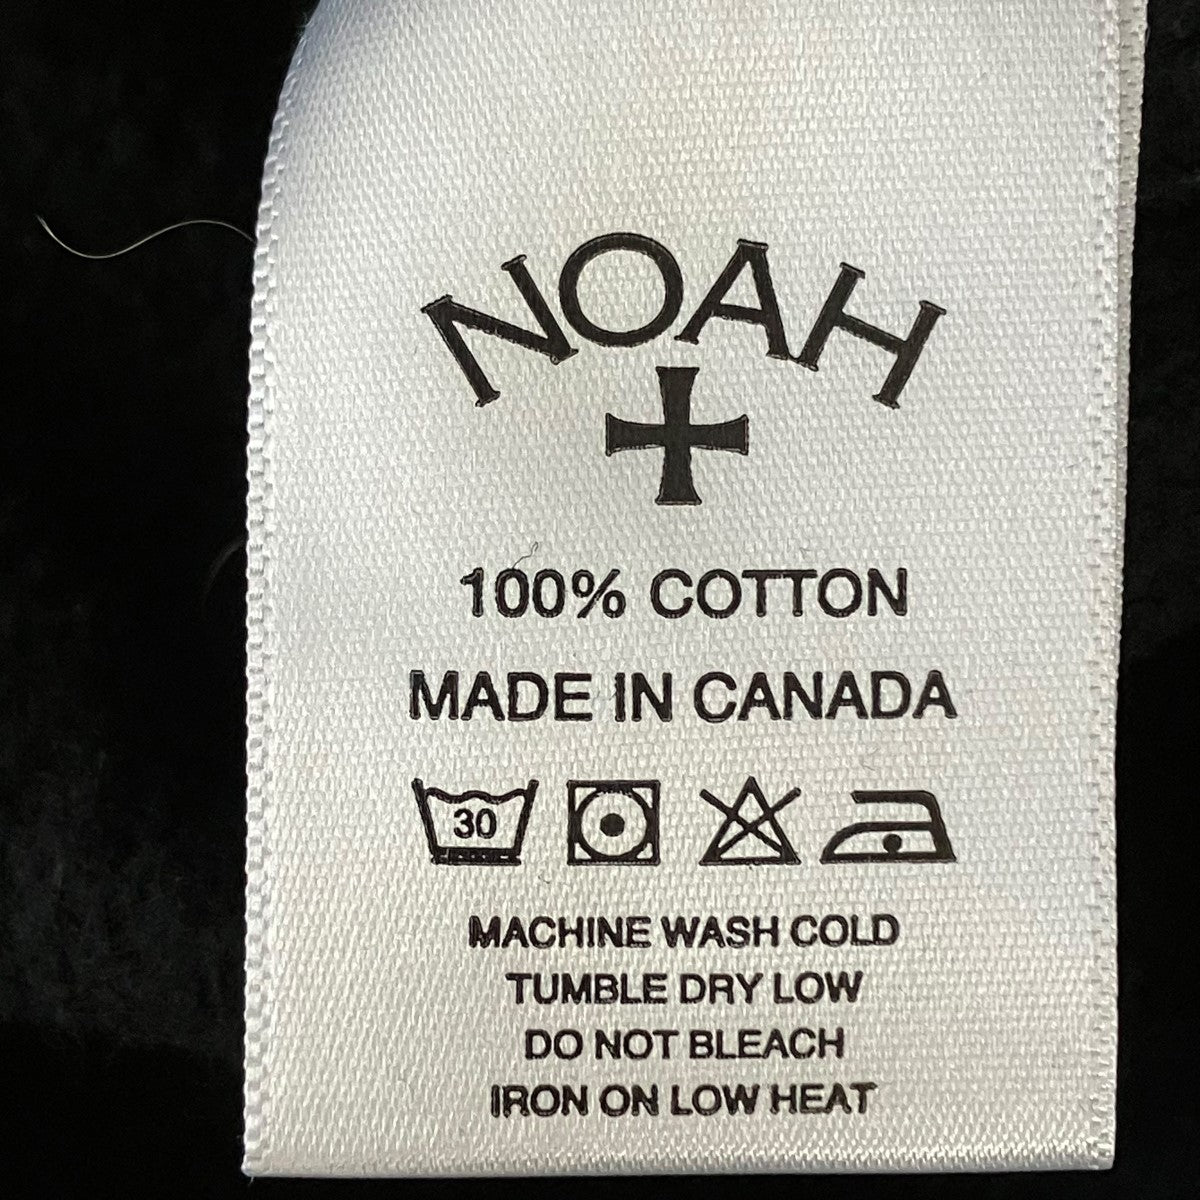 NOAH
100% COTTON
MADE IN CANADA
30
MACHINE WASH COLD
TUMBLE DRY LOW
DO NOT BLEACH
IRON ON LOW HEAT